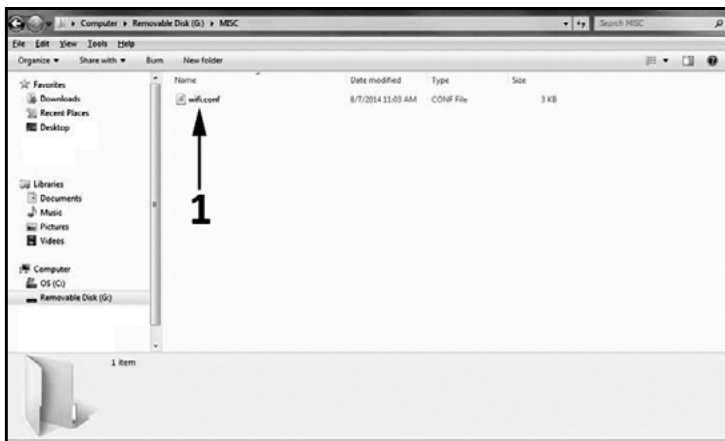 Computer ▸ Removable Disk (G:) ▸ MISC
Search MISC
File Edit View Tools Help
Organize ▾ Share with ▾ Burn New folder
Name Date modified Type Size
wifi.conf 8/7/2014 11:03 AM CONF File 3 KB
Favorites
Downloads
Recent Places
Desktop
Libraries
Documents
Music
Pictures
Videos
Computer
OS (C:)
Removable Disk (G:)
1
1 item